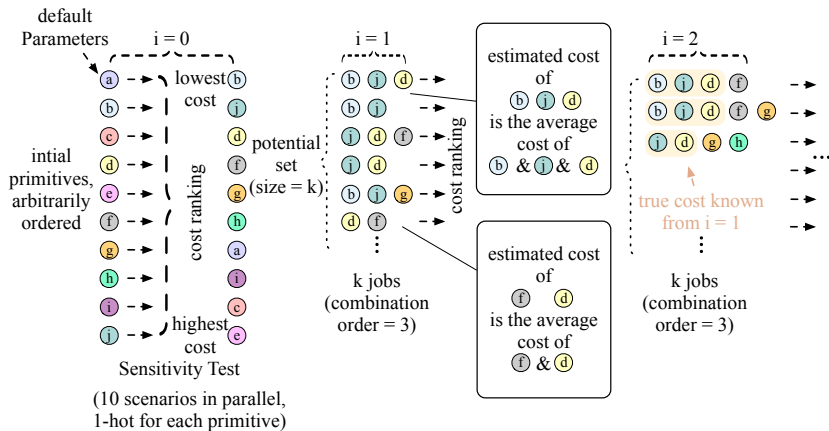 default
Parameters
i = 0
a
b
c
d
e
f
g
h
i
j
intial
primitives,
arbitrarily
ordered
lowest
cost
cost ranking
highest
cost
b
j
d
f
g
h
a
i
c
e
Sensitivity Test
(10 scenarios in parallel,
1-hot for each primitive)
i = 1
potential
set
(size = k)
b j d
b j
j d f
j d
b j g
d f
cost ranking
k jobs
(combination
order = 3)
estimated cost
of
b j d
is the average
cost of
b & j & d
estimated cost
of
f d
is the average
cost of
f & d
i = 2
b j d f
b j d f g
j d g h
true cost known
from i = 1
k jobs
(combination
order = 3)